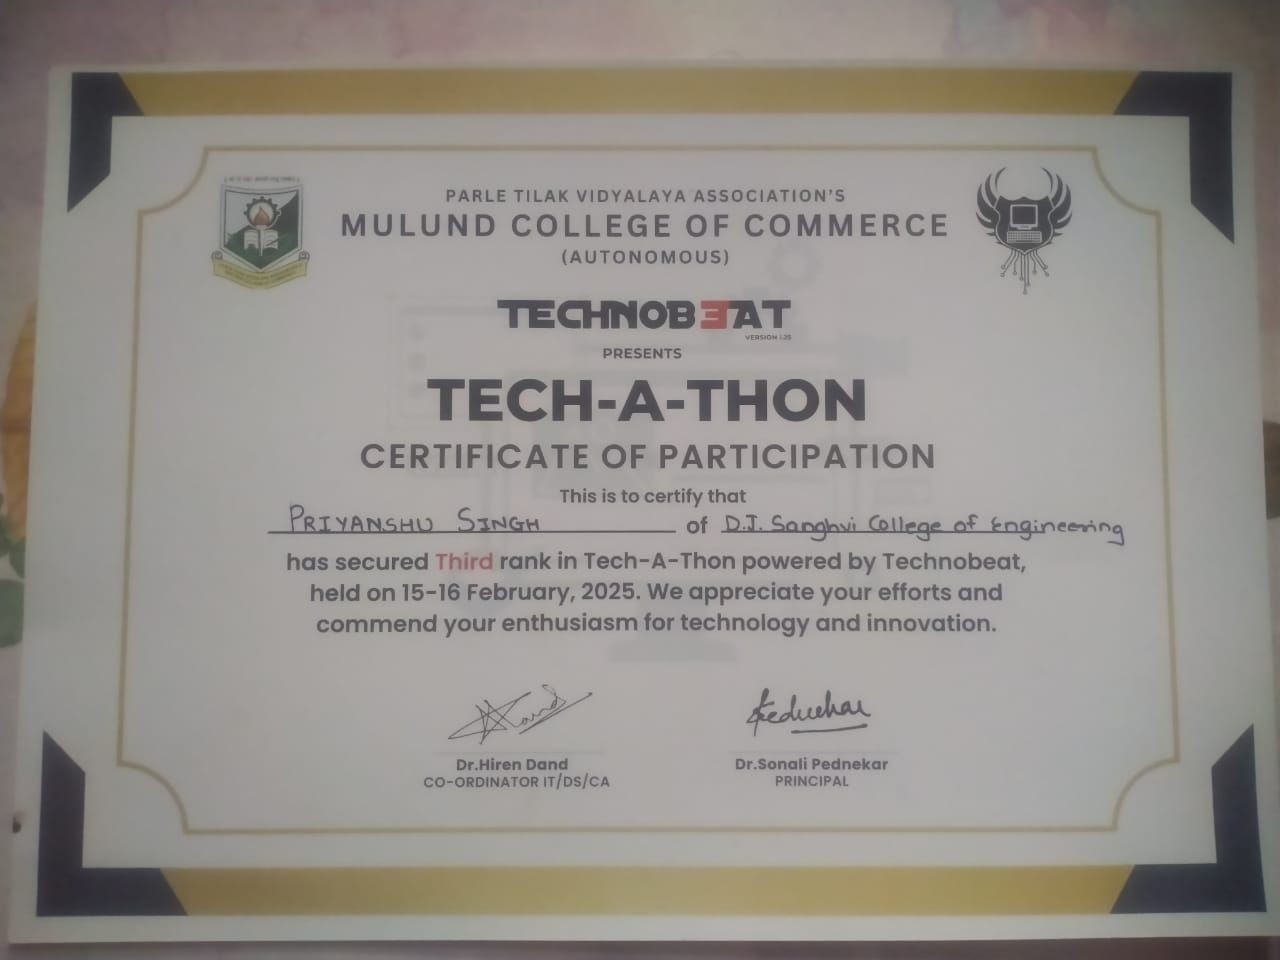 PARLE TILAK VIDYALAYA ASSOCIATION'S
MULUND COLLEGE OF COMMERCE
(AUTONOMOUS)
TECHNOBEAT
VERSION 1.25
PRESENTS
TECH-A-THON
CERTIFICATE OF PARTICIPATION
This is to certify that
PRIYANSHU SINGH of D.J. Sanghvi College of Engineering
has secured Third rank in Tech-A-Thon powered by Technobeat,
held on 15-16 February, 2025. We appreciate your efforts and
commend your enthusiasm for technology and innovation.
Dr.Hiren Dand Dr.Sonali Pednekar
CO-ORDINATOR IT/DS/CA PRINCIPAL